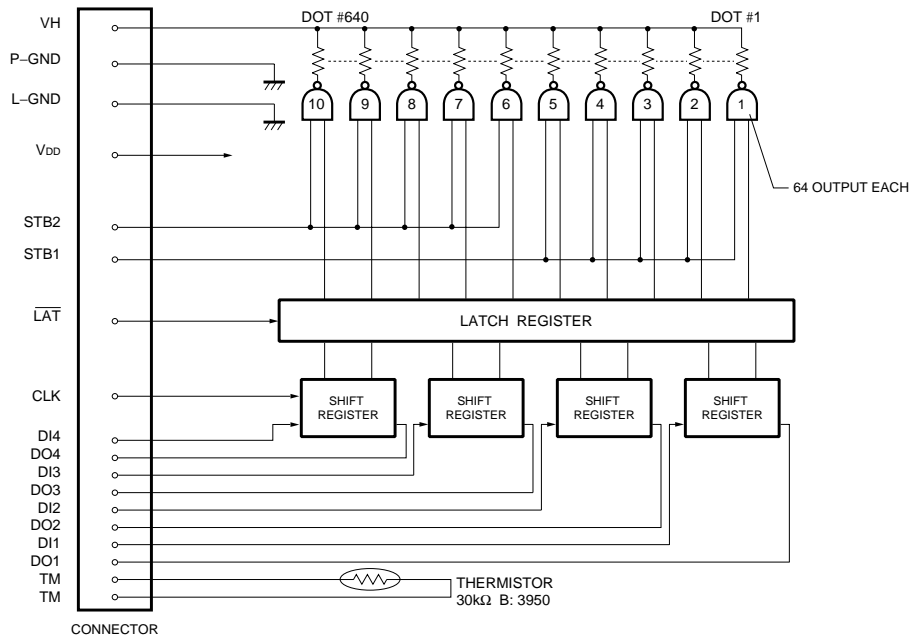 VH
DOT #640
DOT #1
P–GND
L–GND
10
9
8
7
6
5
4
3
2
1
VDD
64 OUTPUT EACH
STB2
STB1
LAT
LATCH REGISTER
CLK
SHIFT
REGISTER
SHIFT
REGISTER
SHIFT
REGISTER
SHIFT
REGISTER
DI4
DO4
DI3
DO3
DI2
DO2
DI1
DO1
TM
TM
THERMISTOR
30kΩ B: 3950
CONNECTOR